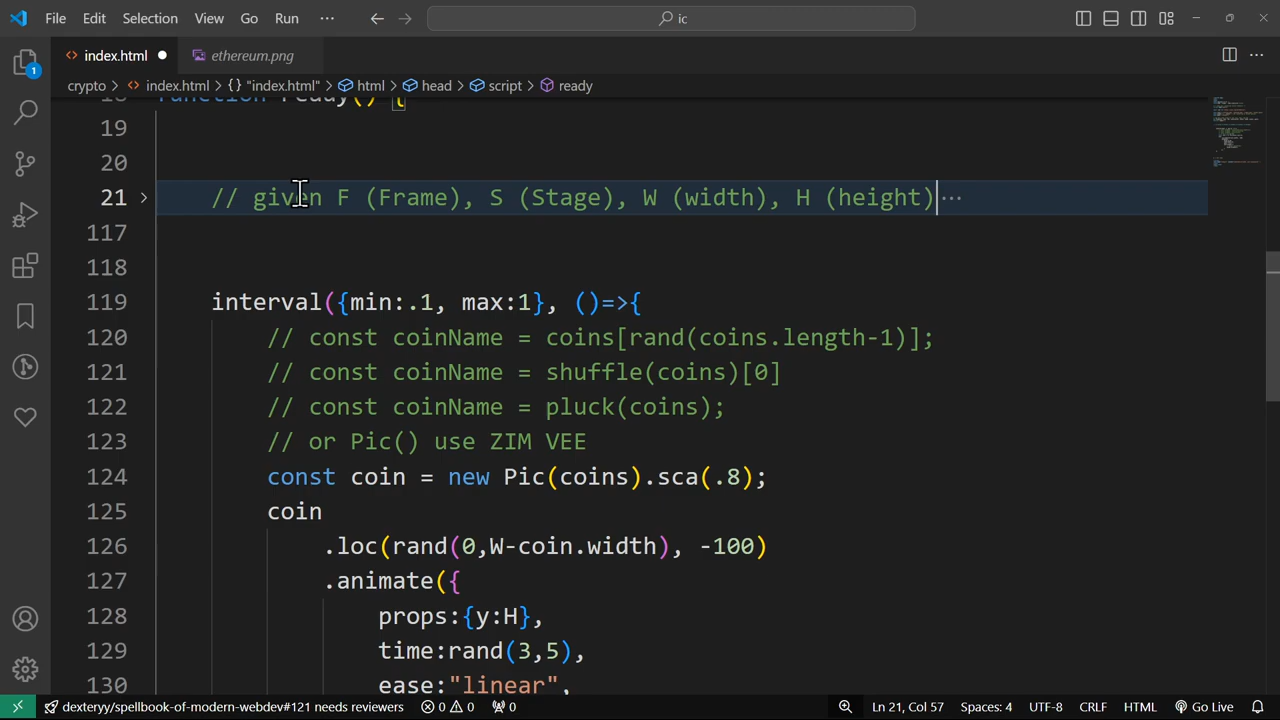 File Edit Selection View Go Run ··· ic
index.html ethereum.png
crypto > index.html > {} "index.html" > html > head > script > ready
18 function ready() {
19
20
21 // given F (Frame), S (Stage), W (width), H (height)···
117
118
119 interval({min:.1, max:1}, ()=>{
120 // const coinName = coins[rand(coins.length-1)];
121 // const coinName = shuffle(coins)[0]
122 // const coinName = pluck(coins);
123 // or Pic() use ZIM VEE
124 const coin = new Pic(coins).sca(.8);
125 coin
126 .loc(rand(0,W-coin.width), -100)
127 .animate({
128 props:{y:H},
129 time:rand(3,5),
130 ease:"linear",
1
dexteryy/spellbook-of-modern-webdev#121 needs reviewers 0 0 0 Ln 21, Col 57 Spaces: 4 UTF-8 CRLF HTML Go Live